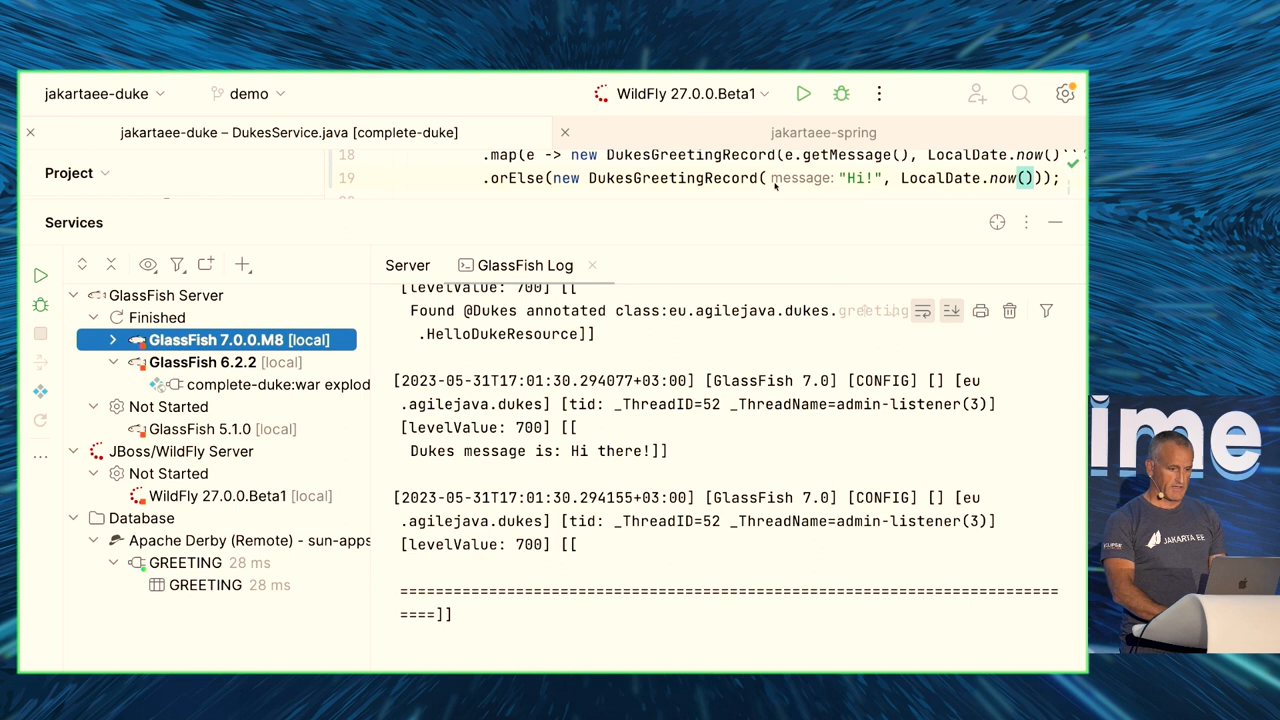 jakartaee-duke
demo
WildFly 27.0.0.Beta1
jakartaee-duke – DukesService.java [complete-duke]
jakartaee-spring
Project
18 .map(e -> new DukesGreetingRecord(e.getMessage(), LocalDate.now()))
19 .orElse(new DukesGreetingRecord( message: "Hi!", LocalDate.now()));
Services
Server
GlassFish Log
GlassFish Server
Finished
GlassFish 7.0.0.M8 [local]
GlassFish 6.2.2 [local]
complete-duke:war explod
Not Started
GlassFish 5.1.0 [local]
JBoss/WildFly Server
Not Started
WildFly 27.0.0.Beta1 [local]
Database
Apache Derby (Remote) - sun-apps
GREETING 28 ms
GREETING 28 ms
[levelValue: 700] [[
Found @Dukes annotated class:eu.agilejava.dukes.greeting
.HelloDukeResource]]
[2023-05-31T17:01:30.294077+03:00] [GlassFish 7.0] [CONFIG] [] [eu
.agilejava.dukes] [tid: _ThreadID=52 _ThreadName=admin-listener(3)]
[levelValue: 700] [[
Dukes message is: Hi there!]]
[2023-05-31T17:01:30.294155+03:00] [GlassFish 7.0] [CONFIG] [] [eu
.agilejava.dukes] [tid: _ThreadID=52 _ThreadName=admin-listener(3)]
[levelValue: 700] [[
==========================================================================
====]]
ime
JAKARTA EE